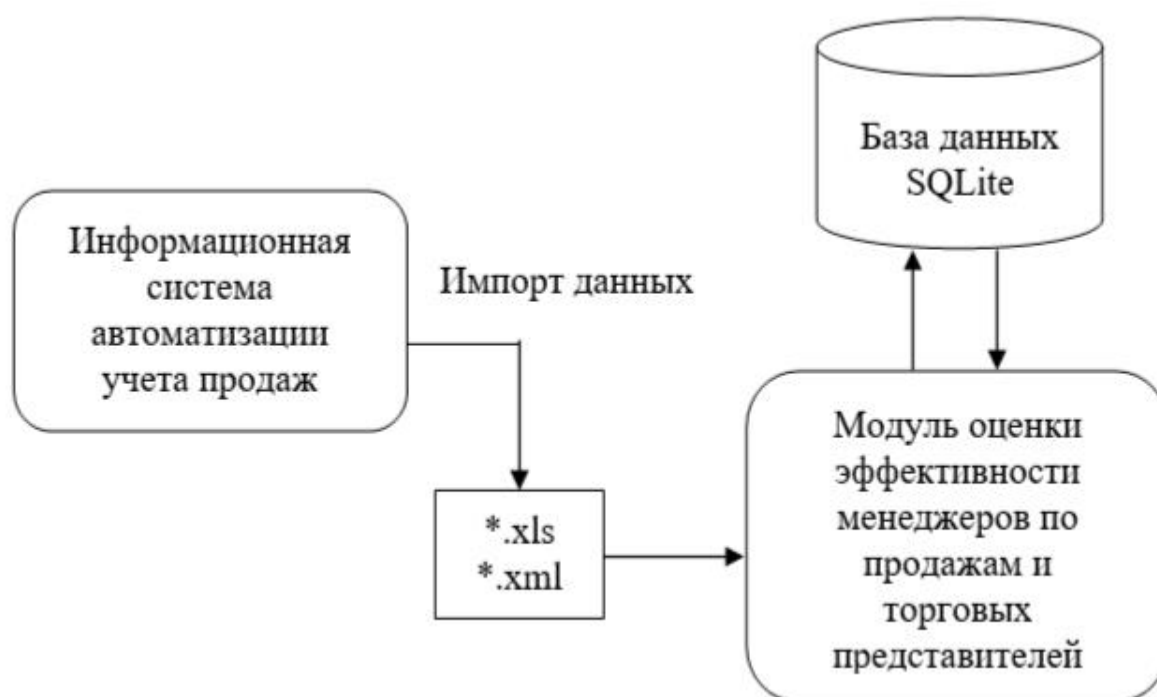 База данных
SQLite
Информационная
система
автоматизации
учета продаж
Импорт данных
*.xls
*.xml
Модуль оценки
эффективности
менеджеров по
продажам и
торговых
представителей